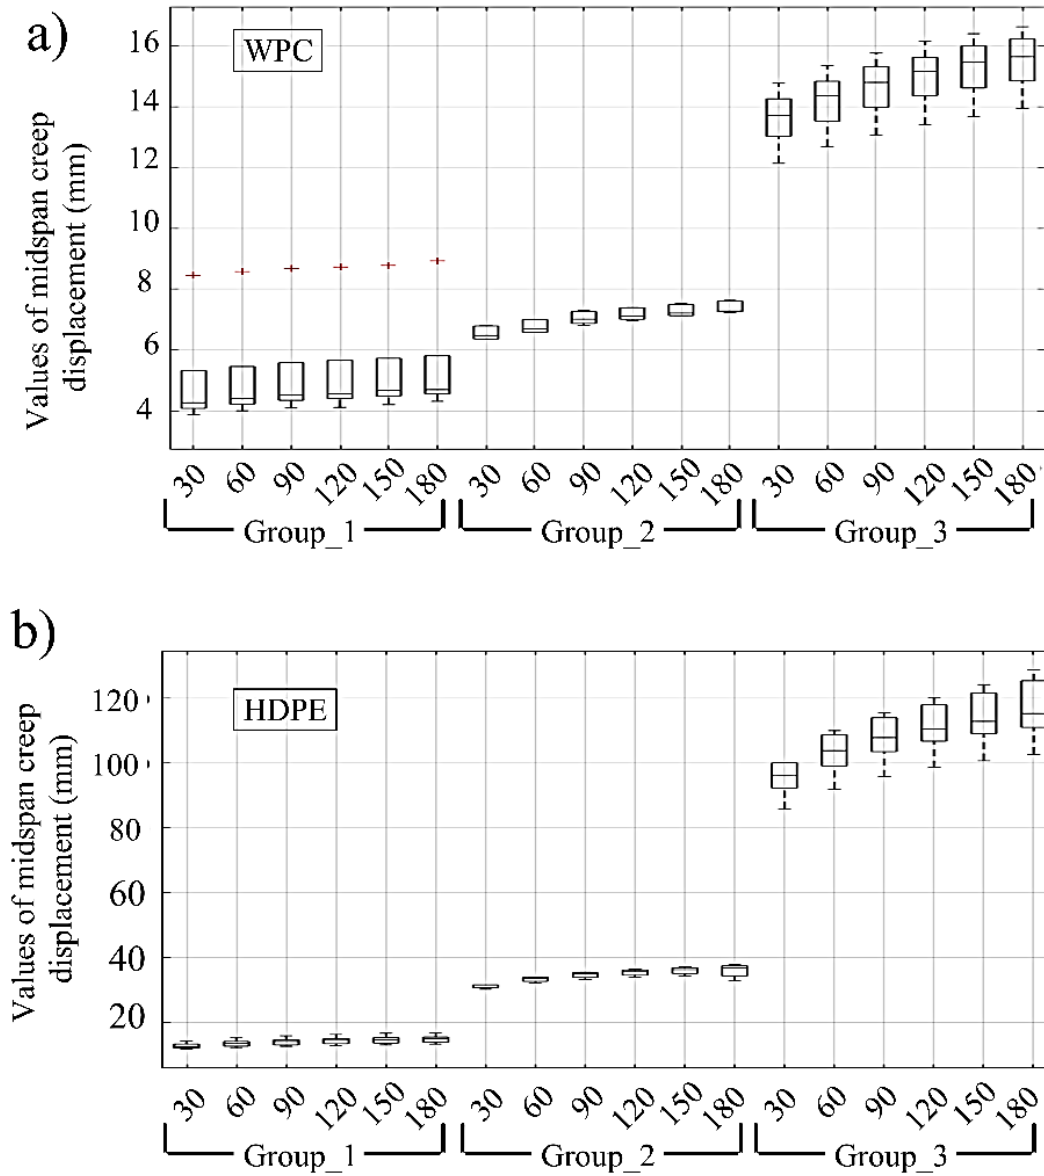 a)
WPC
Values of midspan creep
displacement (mm)
16
14
12
10
8
6
4
30 60 90 120 150 180 30 60 90 120 150 180 30 60 90 120 150 180
Group_1 Group_2 Group_3
b)
HDPE
Values of midspan creep
displacement (mm)
120
100
80
60
40
20
30 60 90 120 150 180 30 60 90 120 150 180 30 60 90 120 150 180
Group_1 Group_2 Group_3